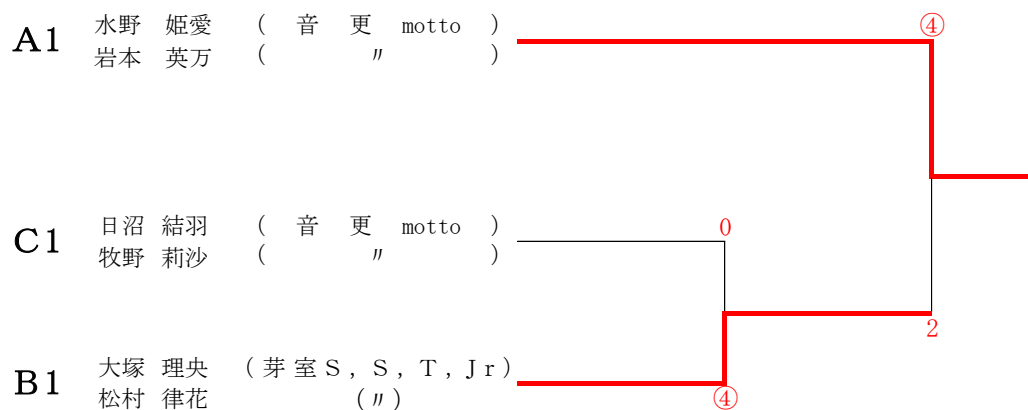 A1 水野 姫愛 ( 音 更 motto )
岩本 英万 ( 〃 )
④
C1 日沼 結羽 ( 音 更 motto )
牧野 莉沙 ( 〃 )
0
2
B1 大塚 理央 (芽室S,S,T,Jr)
松村 律花 (〃)
④